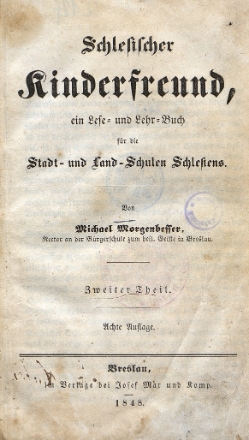 Schlesischer
Kinderfreund,
ein Lese- und Lehr-Buch
für die
Stadt- und Land-Schulen Schlesiens.
Von
Michael Morgenbesser,
Rector an der Bürgerschule zum heil. Geiste in Breslau.
Zweiter Theil.
Achte Auflage.
Breslau,
im Verlage bei Josef Max und Komp.
1848.